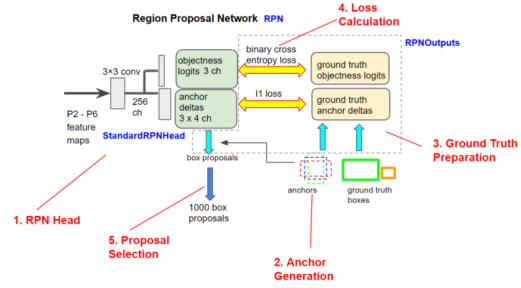 4. Loss
Calculation
Region Proposal Network RPN
RPNOutputs
objectness
logits 3 ch
binary cross
entropy loss
ground truth
objectness logits
3×3 conv
256
ch
anchor
deltas
3 x 4 ch
l1 loss
ground truth
anchor deltas
P2 - P6
feature
maps
StandardRPNHead
3. Ground Truth
Preparation
box proposals
anchors
ground truth
boxes
1. RPN Head
1000 box
proposals
5. Proposal
Selection
2. Anchor
Generation